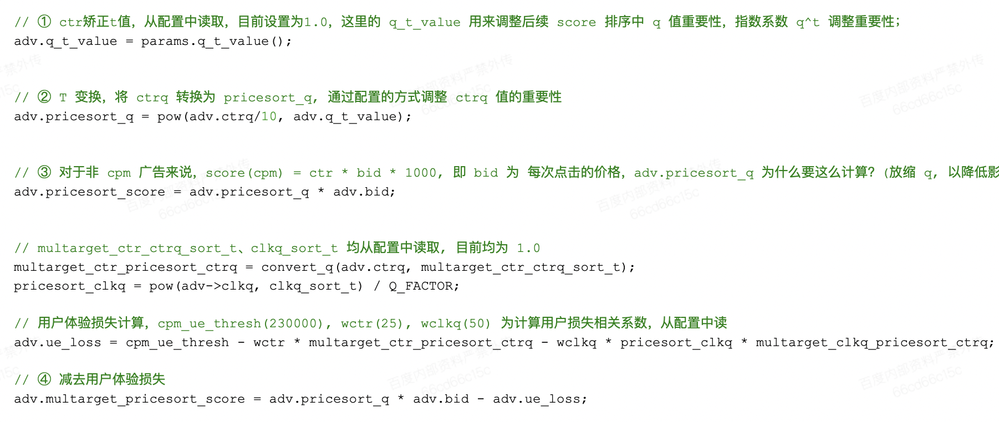 // ① ctr矫正t值，从配置中读取，目前设置为1.0，这里的 q_t_value 用来调整后续 score 排序中 q 值重要性，指数系数 q^t 调整重要性；
adv.q_t_value = params.q_t_value();
// ② T 变换，将 ctrq 转换为 pricesort_q, 通过配置的方式调整 ctrq 值的重要性
adv.pricesort_q = pow(adv.ctrq/10, adv.q_t_value);
// ③ 对于非 cpm 广告来说，score(cpm) = ctr * bid * 1000, 即 bid 为 每次点击的价格，adv.pricesort_q 为什么要这么计算？(放缩 q, 以降低影
adv.pricesort_score = adv.pricesort_q * adv.bid;
// multarget_ctr_ctrq_sort_t、clkq_sort_t 均从配置中读取, 目前均为 1.0
multarget_ctr_pricesort_ctrq = convert_q(adv.ctrq, multarget_ctr_ctrq_sort_t);
pricesort_clkq = pow(adv->clkq, clkq_sort_t) / Q_FACTOR;
// 用户体验损失计算，cpm_ue_thresh(230000), wctr(25), wclkq(50) 为计算用户损失相关系数，从配置中读
adv.ue_loss = cpm_ue_thresh - wctr * multarget_ctr_pricesort_ctrq - wclkq * pricesort_clkq * multarget_clkq_pricesort_ctrq;
// ④ 减去用户体验损失
adv.multarget_pricesort_score = adv.pricesort_q * adv.bid - adv.ue_loss;
百度内部资料严禁外传
66cd66c15c